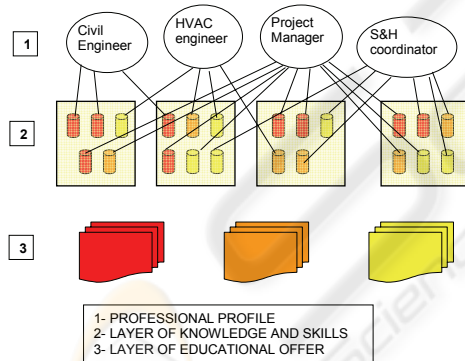 Civil
Engineer
HVAC
engineer
Project
Manager
S&H
coordinator
1
2
3
1- PROFESSIONAL PROFILE
2- LAYER OF KNOWLEDGE AND SKILLS
3- LAYER OF EDUCATIONAL OFFER